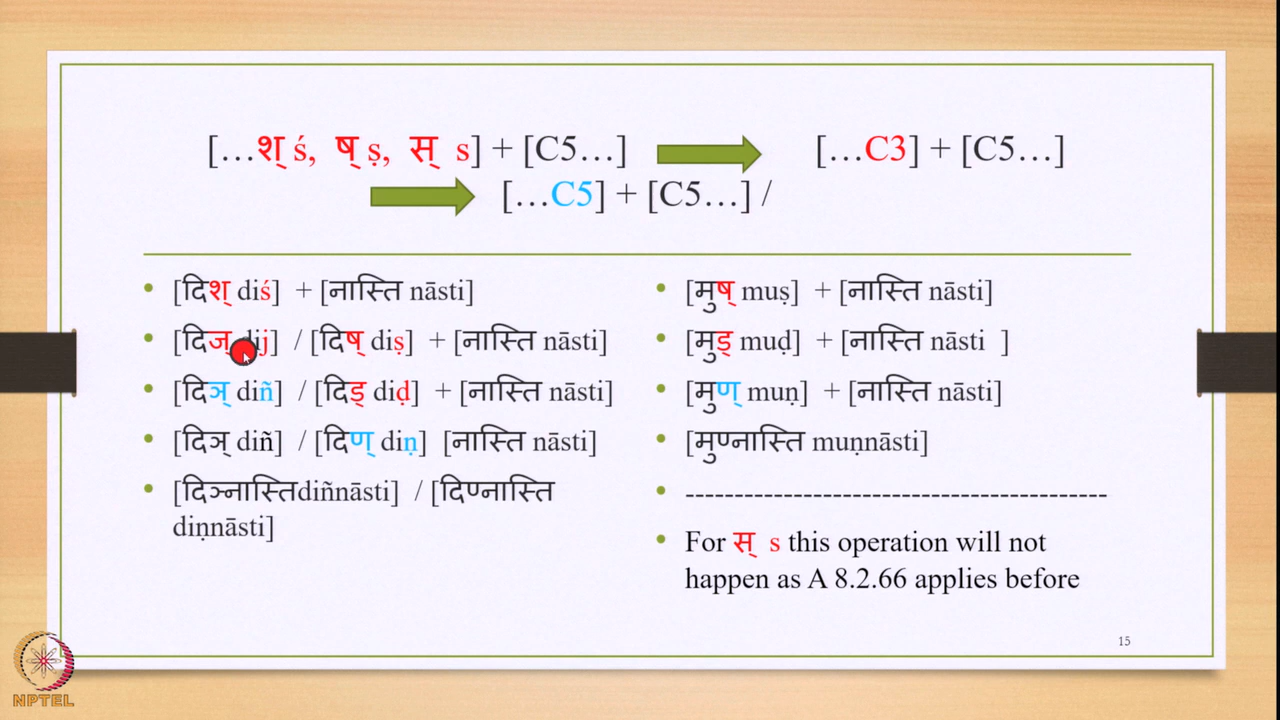 […श् ś, ष् ṣ, स् s] + [C5…] […C3] + [C5…]
[…C5] + [C5…] /
• [दिश् diś] + [नास्ति nāsti]
• [दिज् dij] / [दिष् diṣ] + [नास्ति nāsti]
• [दिञ् diñ] / [दिड् diḍ] + [नास्ति nāsti]
• [दिञ् diñ] / [दिण् diṇ] [नास्ति nāsti]
• [दिञ्नास्तिdiñnāsti] / [दिण्नास्ति
diṇnāsti]
• [मुष् muṣ] + [नास्ति nāsti]
• [मुड् muḍ] + [नास्ति nāsti ]
• [मुण् muṇ] + [नास्ति nāsti]
• [मुण्नास्ति muṇnāsti]
• -------------------------------------------
• For स् s this operation will not
happen as A 8.2.66 applies before
15
NPTEL